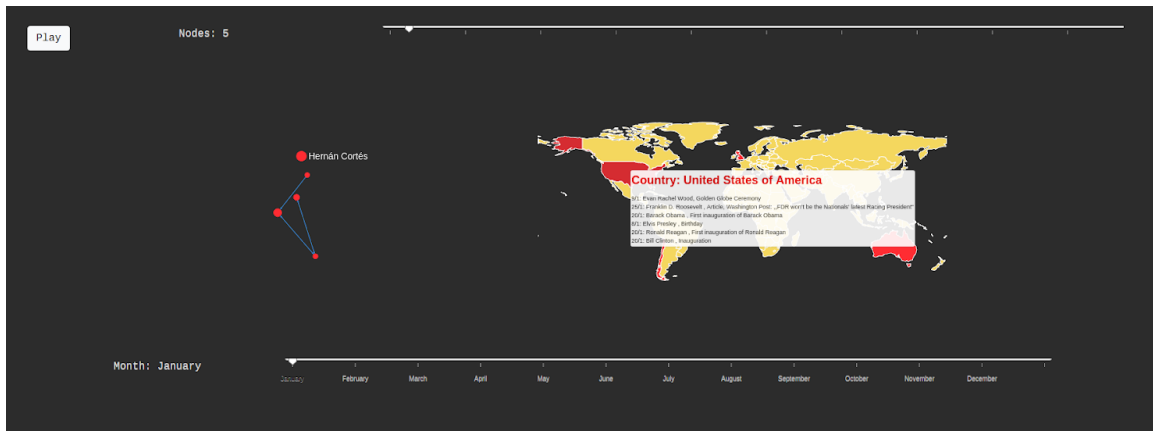 Play
Nodes: 5
Hernán Cortés
Country: United States of America
5/1: Evan Rachel Wood, Golden Globe Ceremony
25/1: Franklin D. Roosevelt , Article, Washington Post: „FDR won't be the Nationals' latest Racing President"
20/1: Barack Obama , First inauguration of Barack Obama
8/1: Elvis Presley , Birthday
20/1: Ronald Reagan , First inauguration of Ronald Reagan
20/1: Bill Clinton , Inauguration
Month: January
January February March April May June July August September October November December